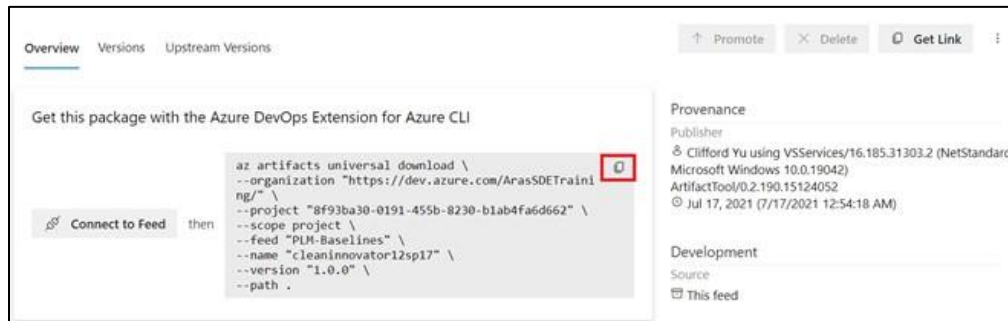 Overview Versions Upstream Versions
Promote Delete Get Link
Get this package with the Azure DevOps Extension for Azure CLI
Connect to Feed then
az artifacts universal download \
--organization "https://dev.azure.com/ArasSDETraini
ng/" \
--project "8f93ba30-0191-455b-8230-b1ab4fa6d662" \
--scope project \
--feed "PLM-Baselines" \
--name "cleaninnovator12sp17" \
--version "1.0.0" \
--path .
Provenance
Publisher
Clifford Yu using VSServices/16.185.31303.2 (NetStandard
Microsoft Windows 10.0.19042)
ArtifactTool/0.2.190.15124052
Jul 17, 2021 (7/17/2021 12:54:18 AM)
Development
Source
This feed